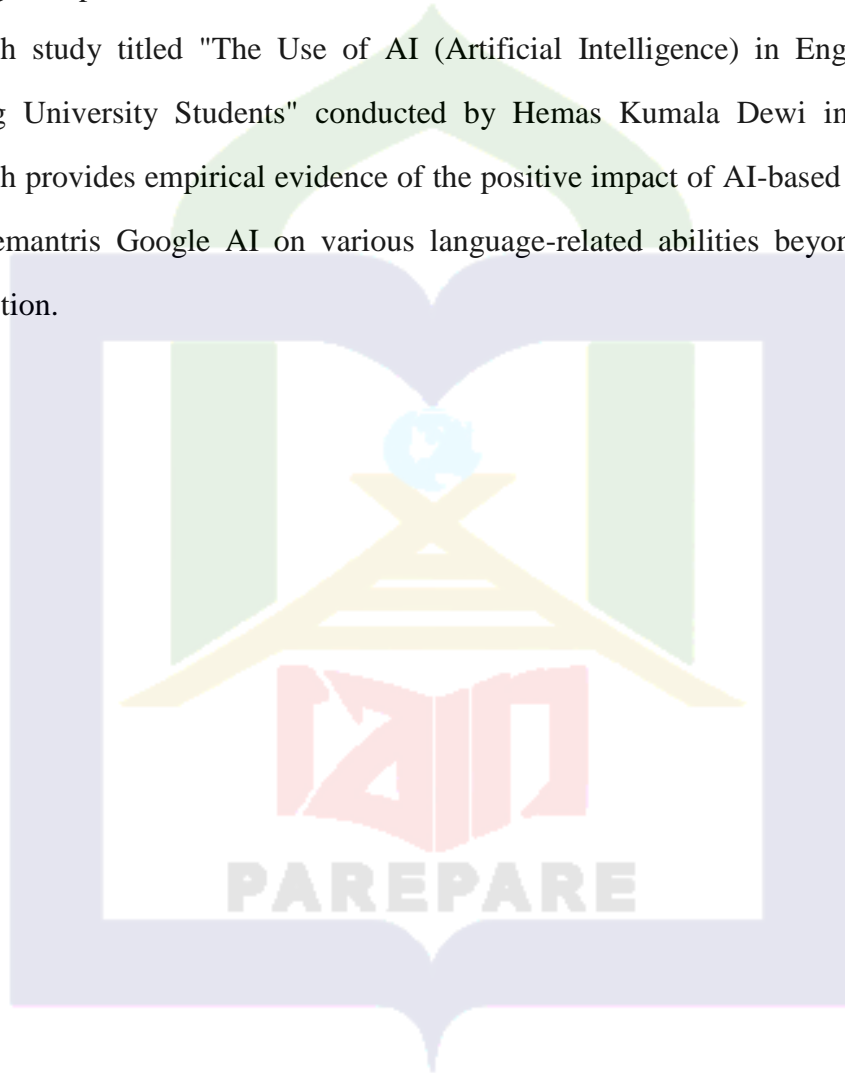 h study titled "The Use of AI (Artificial Intelligence) in Eng
g University Students" conducted by Hemas Kumala Dewi in
h provides empirical evidence of the positive impact of AI-based
emantris Google AI on various language-related abilities beyon
tion.
iain
PAREPARE